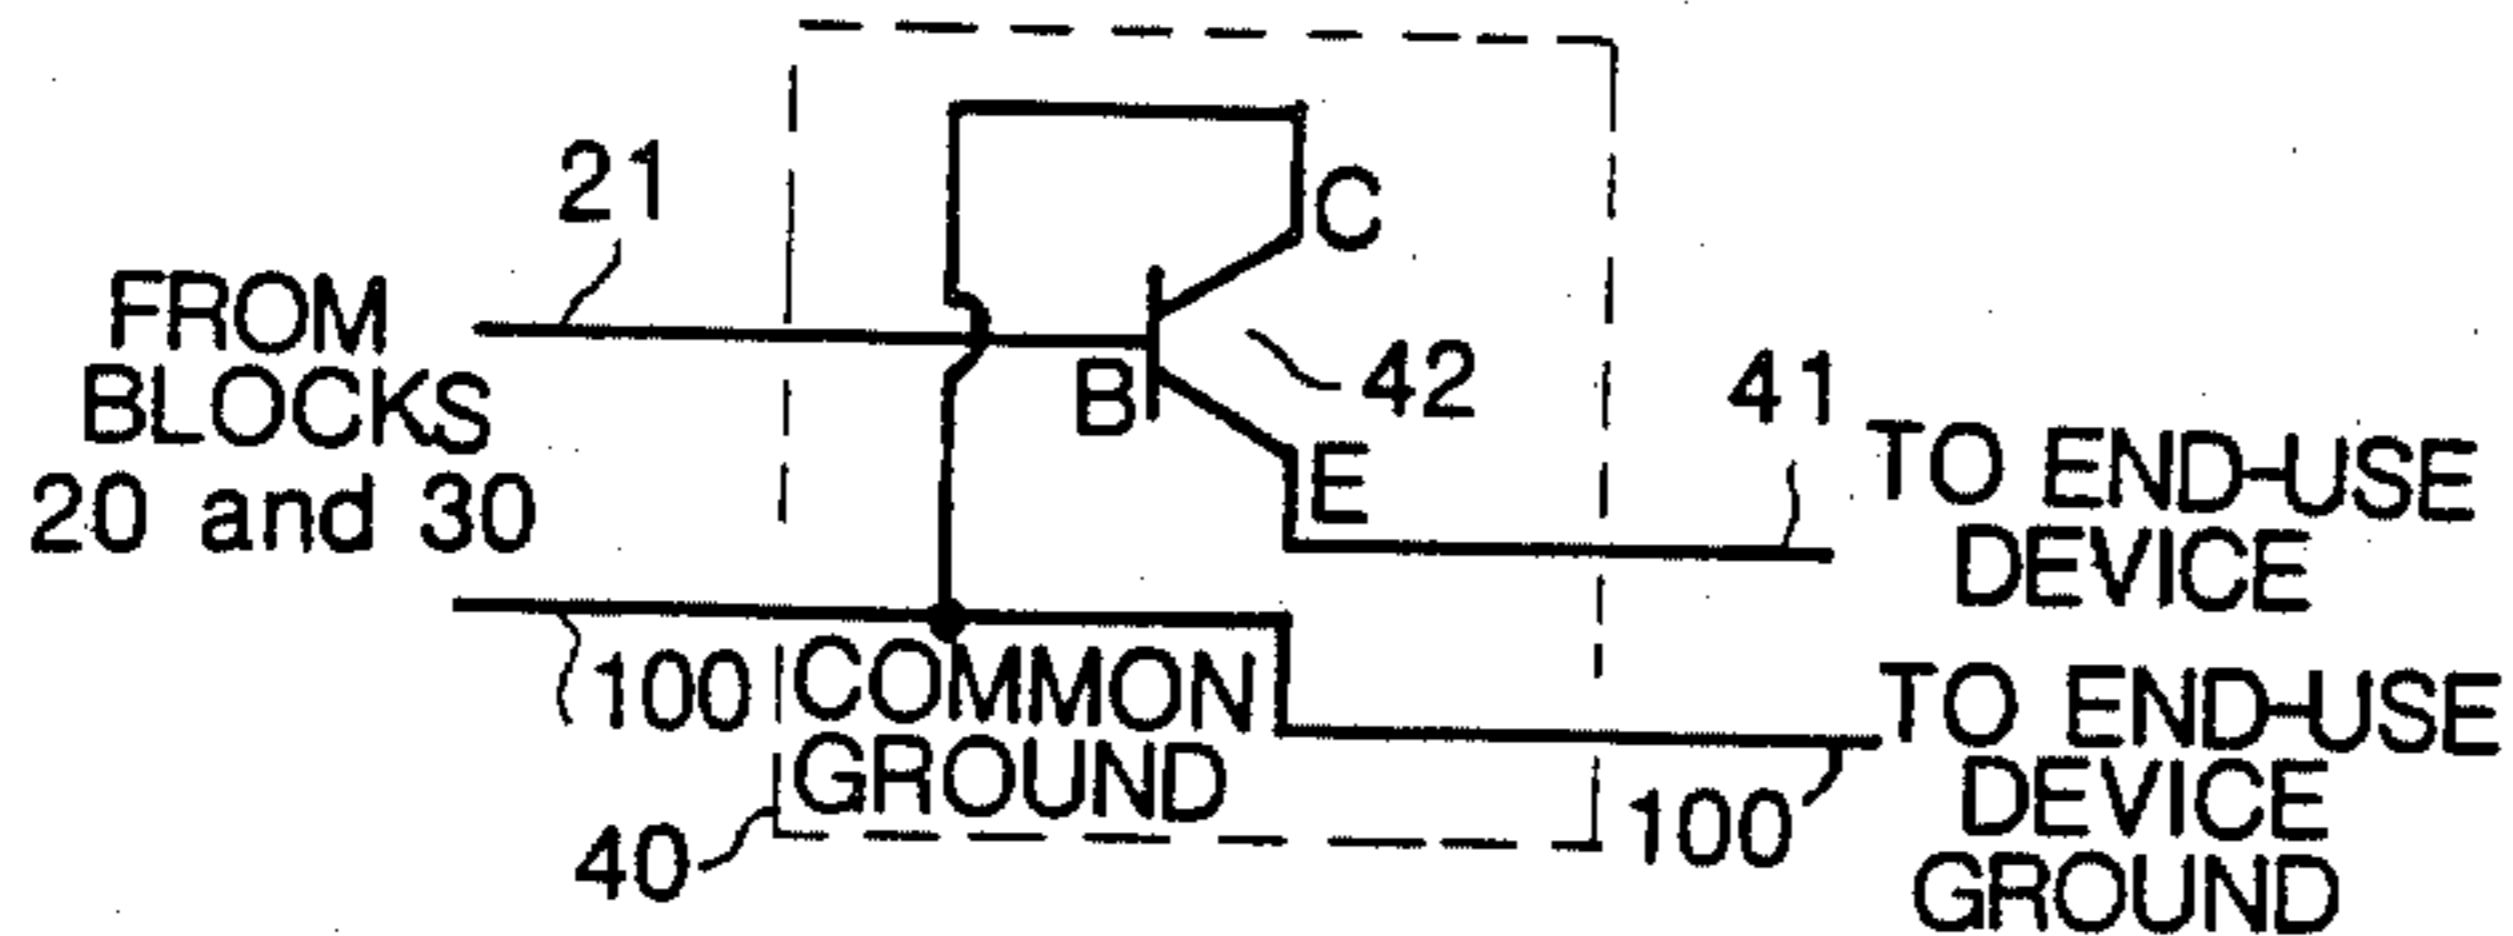 21
C
FROM
BLOCKS
20 and 30
B
42
E
41
TO END-USE
DEVICE
100
COMMON
GROUND
40
100
TO END-USE
DEVICE
GROUND